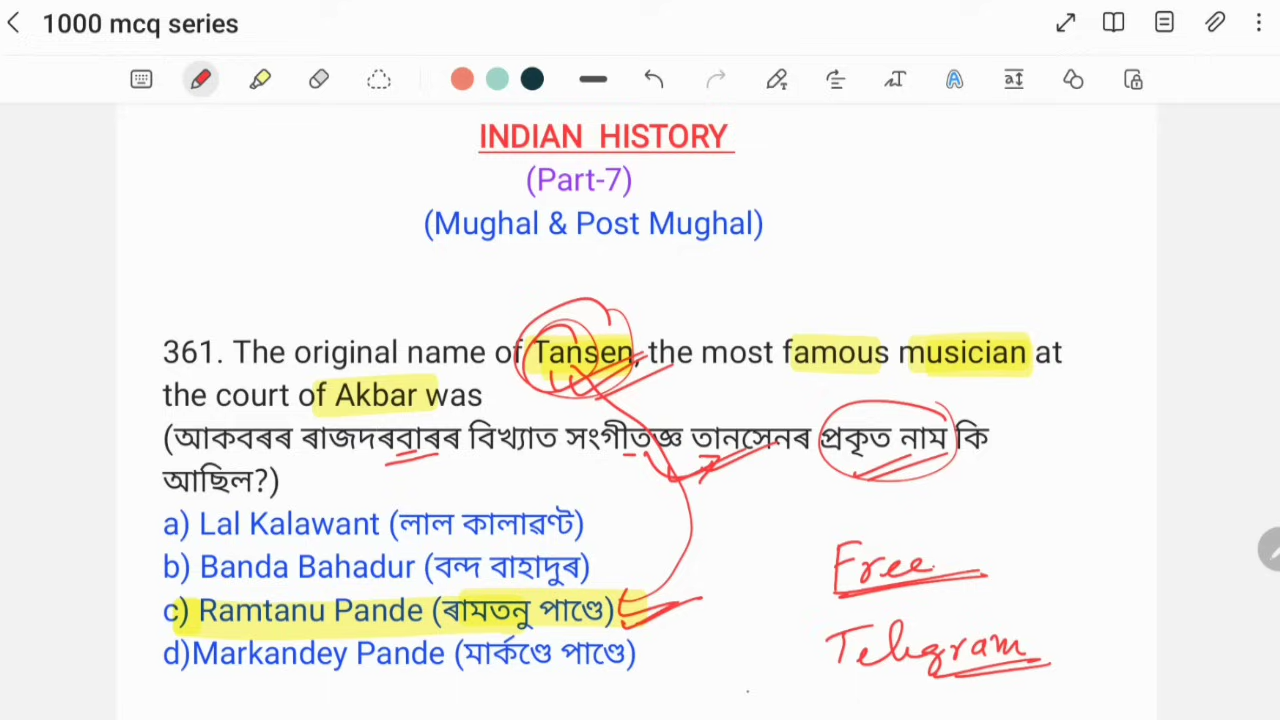 1000 mcq series
INDIAN HISTORY
(Part-7)
(Mughal & Post Mughal)
361. The original name of Tansen, the most famous musician at
the court of Akbar was
(আকবৰৰ ৰাজদৰবাৰৰ বিখ্যাত সংগীতজ্ঞ তানসেনৰ প্ৰকৃত নাম কি
আছিল?)
a) Lal Kalawant (লাল কালাৱণ্ট)
b) Banda Bahadur (বন্দ বাহাদুৰ)
c) Ramtanu Pande (ৰামতনু পাণ্ডে)
d)Markandey Pande (মাৰ্কণ্ডে পাণ্ডে)
Free
Telegram